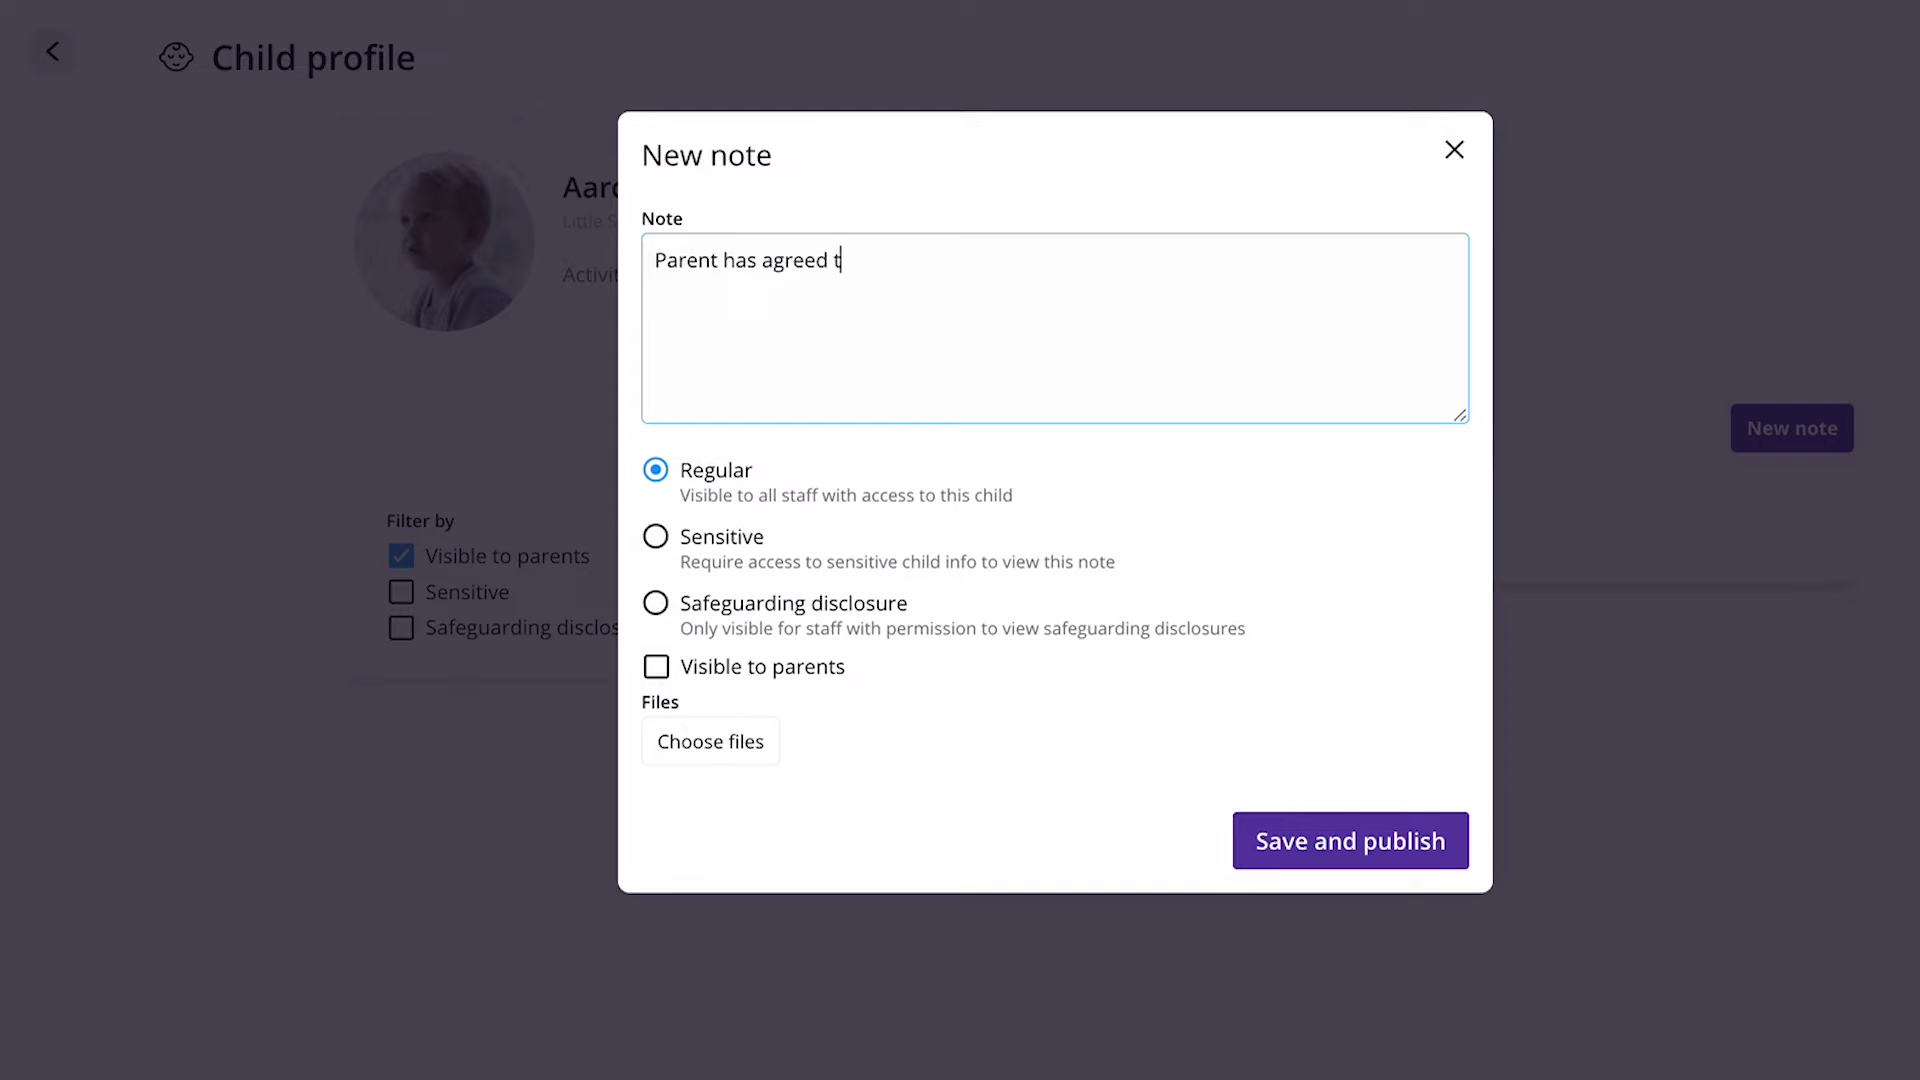 Child profile
New note
Note
Parent has agreed t
Regular
Visible to all staff with access to this child
Sensitive
Require access to sensitive child info to view this note
Safeguarding disclosure
Only visible for staff with permission to view safeguarding disclosures
Visible to parents
Files
Choose files
Save and publish
Aaro
Little S
Activit
New note
Filter by
Visible to parents
Sensitive
Safeguarding disclos